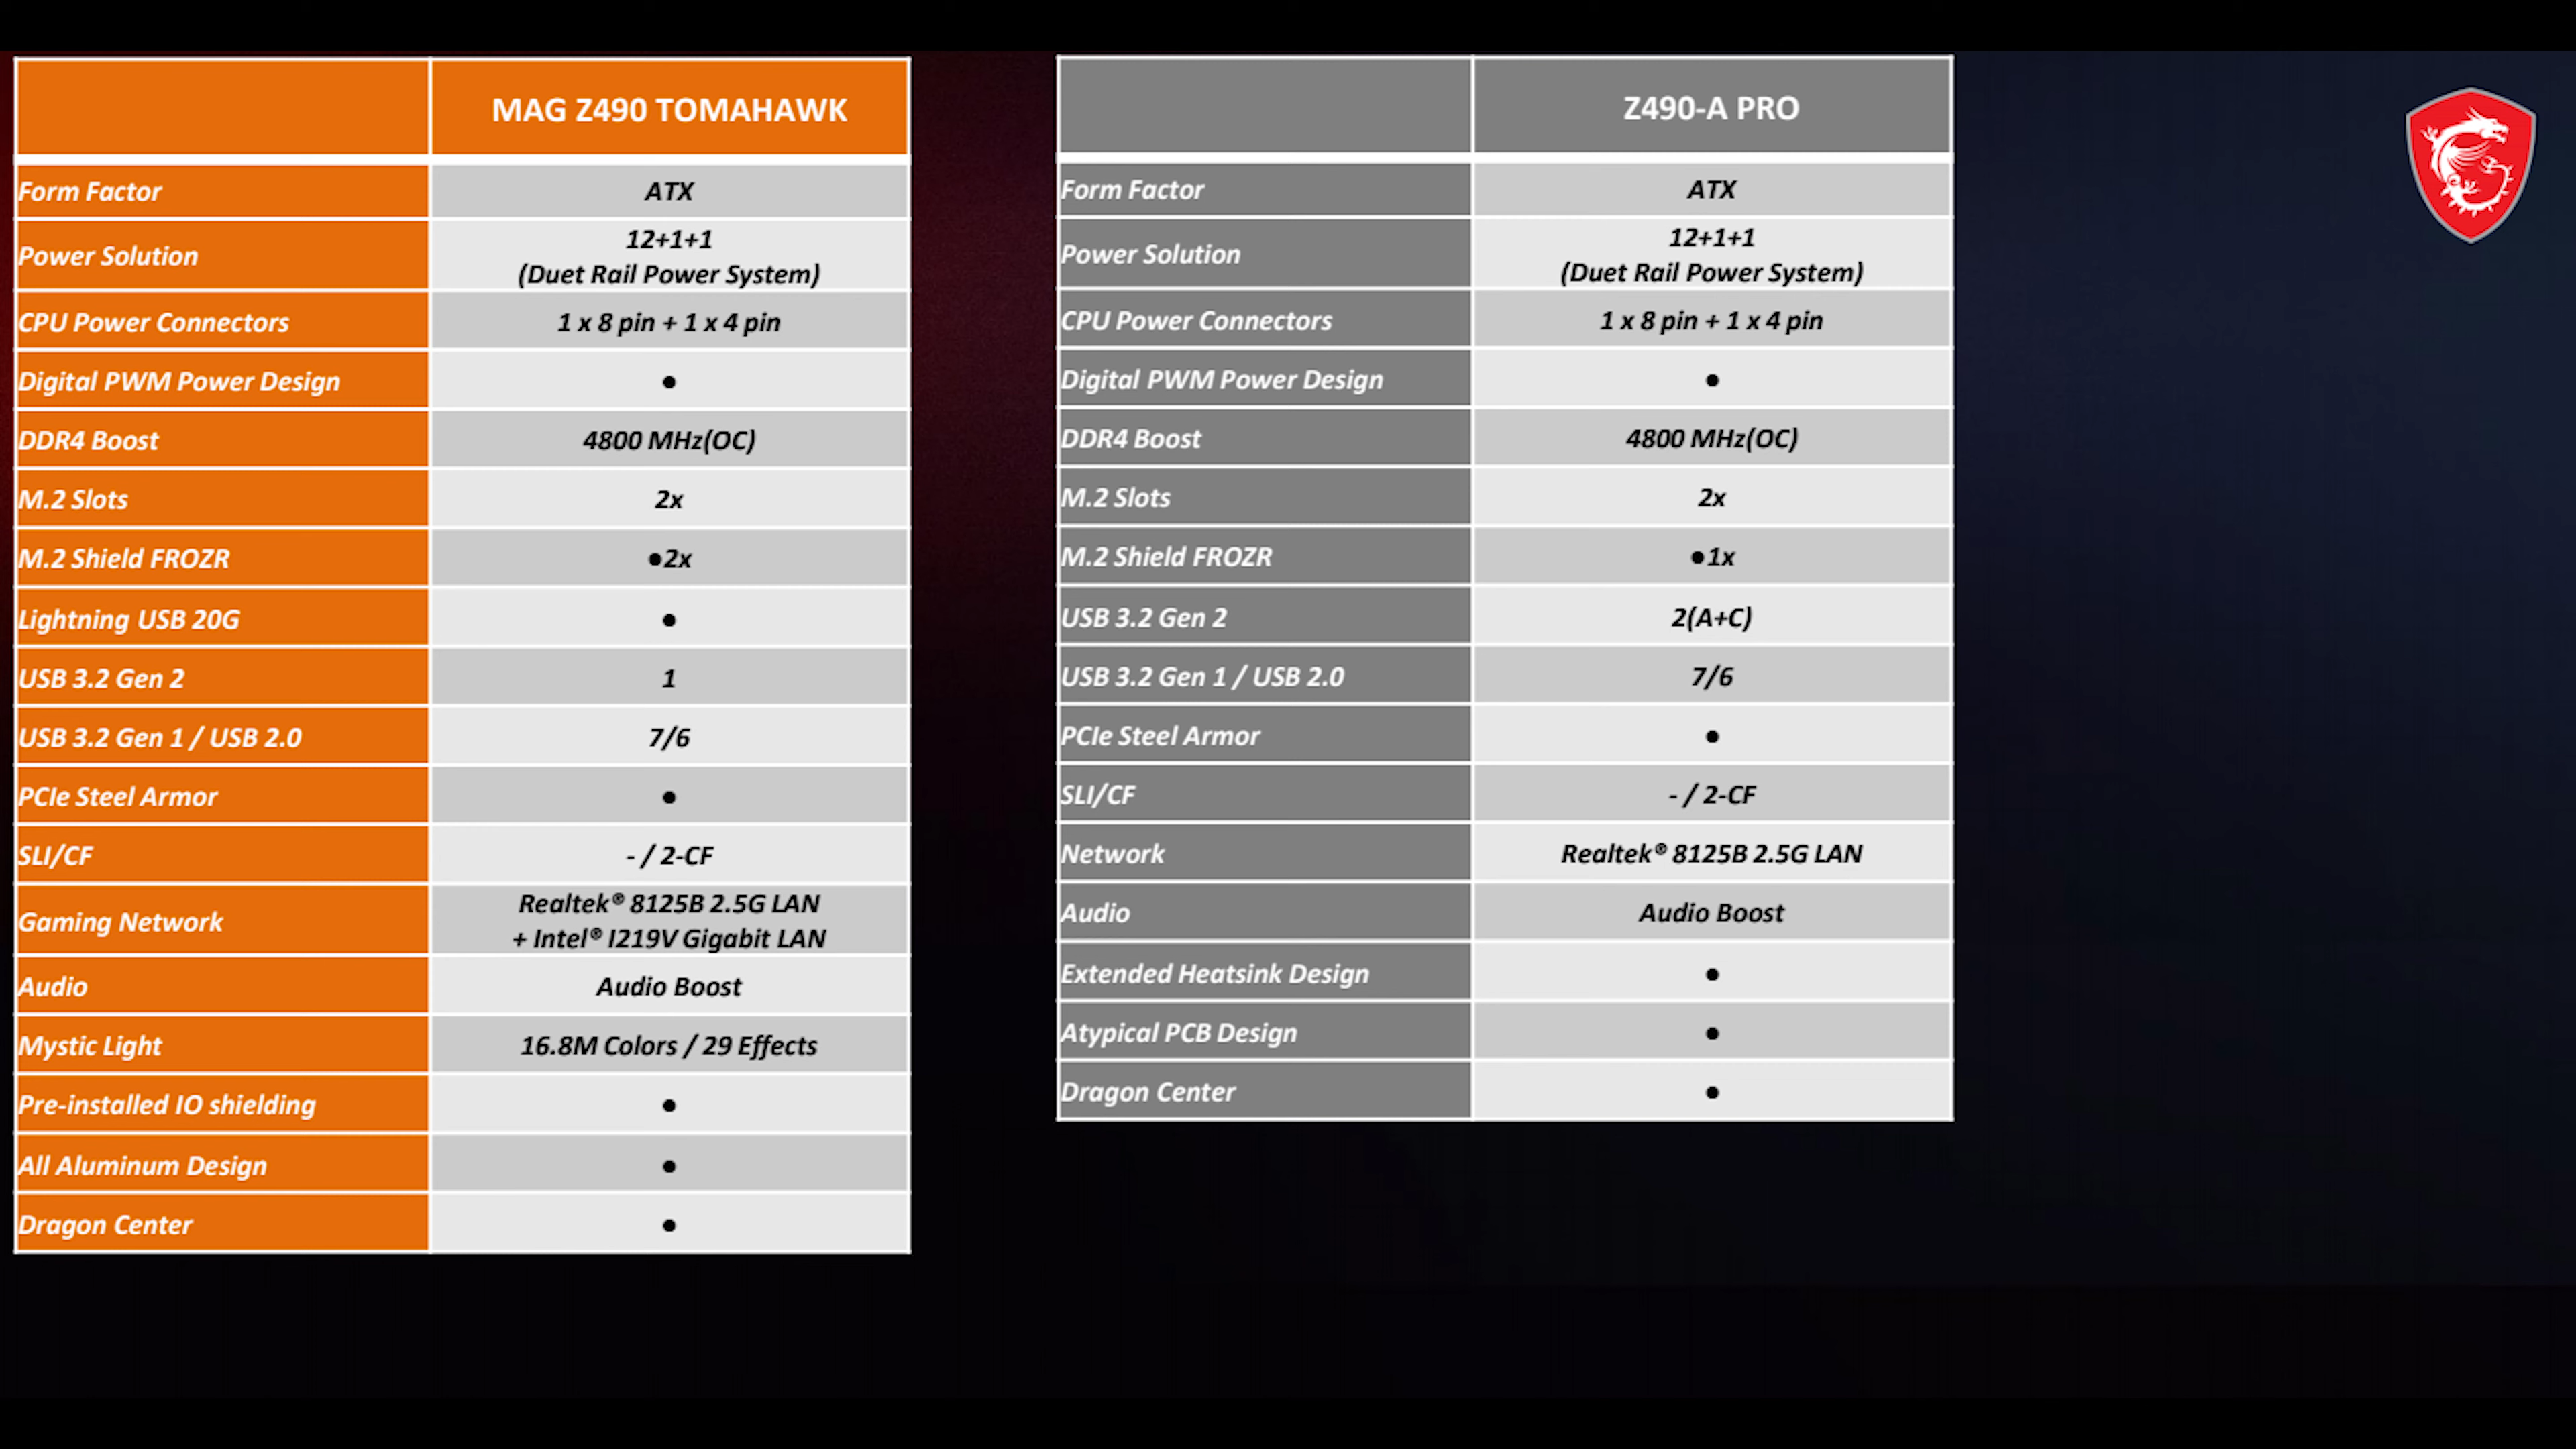 MAG Z490 TOMAHAWK
Form Factor ATX
Power Solution 12+1+1
(Duet Rail Power System)
CPU Power Connectors 1 x 8 pin + 1 x 4 pin
Digital PWM Power Design ●
DDR4 Boost 4800 MHz(OC)
M.2 Slots 2x
M.2 Shield FROZR ●2x
Lightning USB 20G ●
USB 3.2 Gen 2 1
USB 3.2 Gen 1 / USB 2.0 7/6
PCIe Steel Armor ●
SLI/CF - / 2-CF
Gaming Network Realtek® 8125B 2.5G LAN
+ Intel® I219V Gigabit LAN
Audio Audio Boost
Mystic Light 16.8M Colors / 29 Effects
Pre-installed IO shielding ●
All Aluminum Design ●
Dragon Center ●
Z490-A PRO
Form Factor ATX
Power Solution 12+1+1
(Duet Rail Power System)
CPU Power Connectors 1 x 8 pin + 1 x 4 pin
Digital PWM Power Design ●
DDR4 Boost 4800 MHz(OC)
M.2 Slots 2x
M.2 Shield FROZR ●1x
USB 3.2 Gen 2 2(A+C)
USB 3.2 Gen 1 / USB 2.0 7/6
PCIe Steel Armor ●
SLI/CF - / 2-CF
Network Realtek® 8125B 2.5G LAN
Audio Audio Boost
Extended Heatsink Design ●
Atypical PCB Design ●
Dragon Center ●